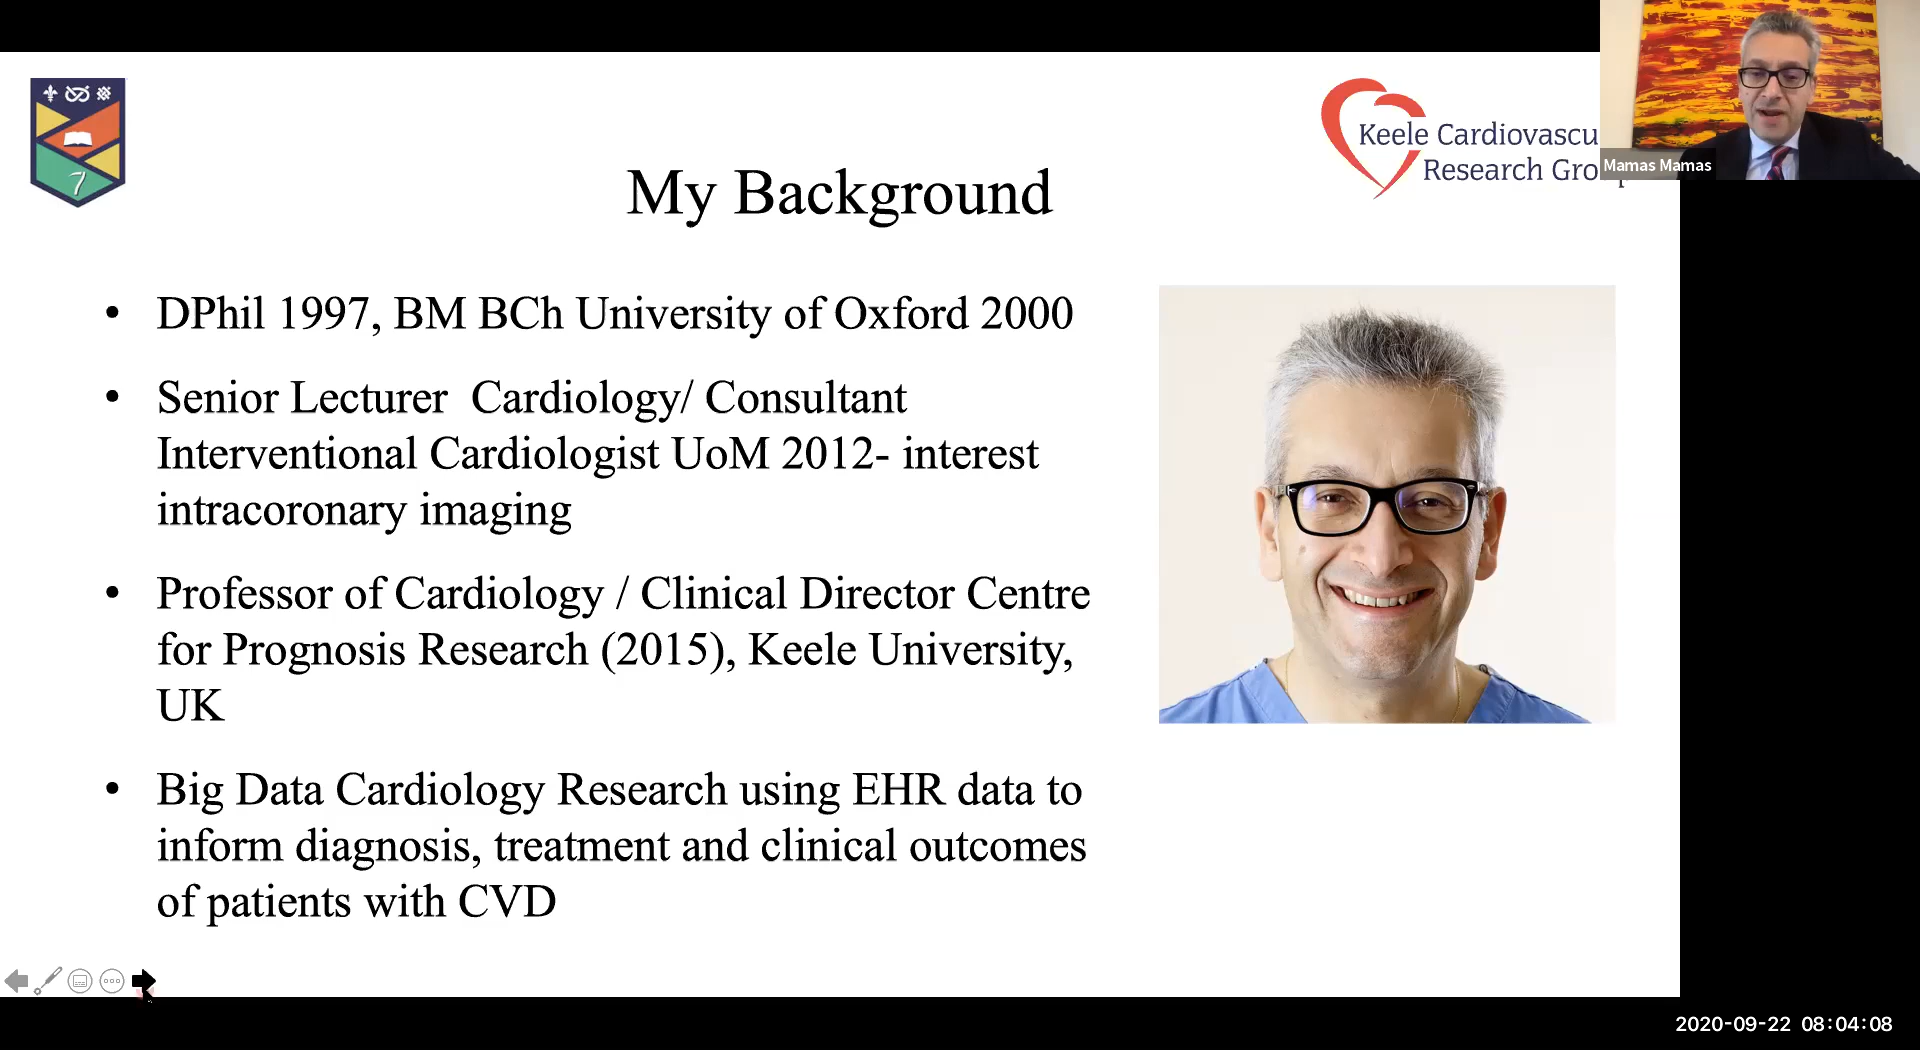 Keele Cardiovascu
Research Gro
Mamas Mamas
My Background
• DPhil 1997, BM BCh University of Oxford 2000
• Senior Lecturer  Cardiology/ Consultant
Interventional Cardiologist UoM 2012- interest
intracoronary imaging
• Professor of Cardiology / Clinical Director Centre
for Prognosis Research (2015), Keele University,
UK
• Big Data Cardiology Research using EHR data to
inform diagnosis, treatment and clinical outcomes
of patients with CVD
2020-09-22 08:04:08